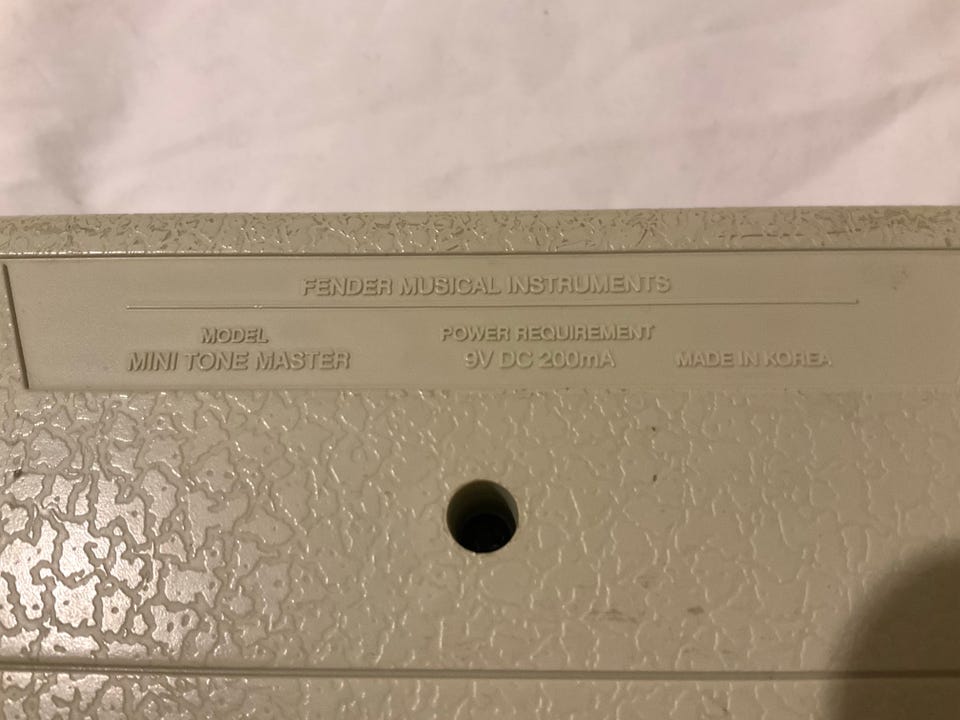 FENDER MUSICAL INSTRUMENTS
MODEL
MINI TONE MASTER
POWER REQUIREMENT
9V DC 200mA
MADE IN KOREA